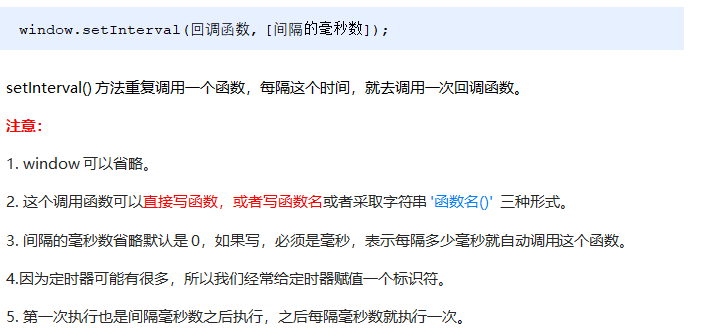 window.setInterval(回调函数, [间隔的毫秒数]);
setInterval() 方法重复调用一个函数，每隔这个时间，就去调用一次回调函数。
注意：
1. window 可以省略。
2. 这个调用函数可以直接写函数，或者写函数名或者采取字符串 '函数名()' 三种形式。
3. 间隔的毫秒数省略默认是 0，如果写，必须是毫秒，表示每隔多少毫秒就自动调用这个函数。
4.因为定时器可能有很多，所以我们经常给定时器赋值一个标识符。
5. 第一次执行也是间隔毫秒数之后执行，之后每隔毫秒数就执行一次。